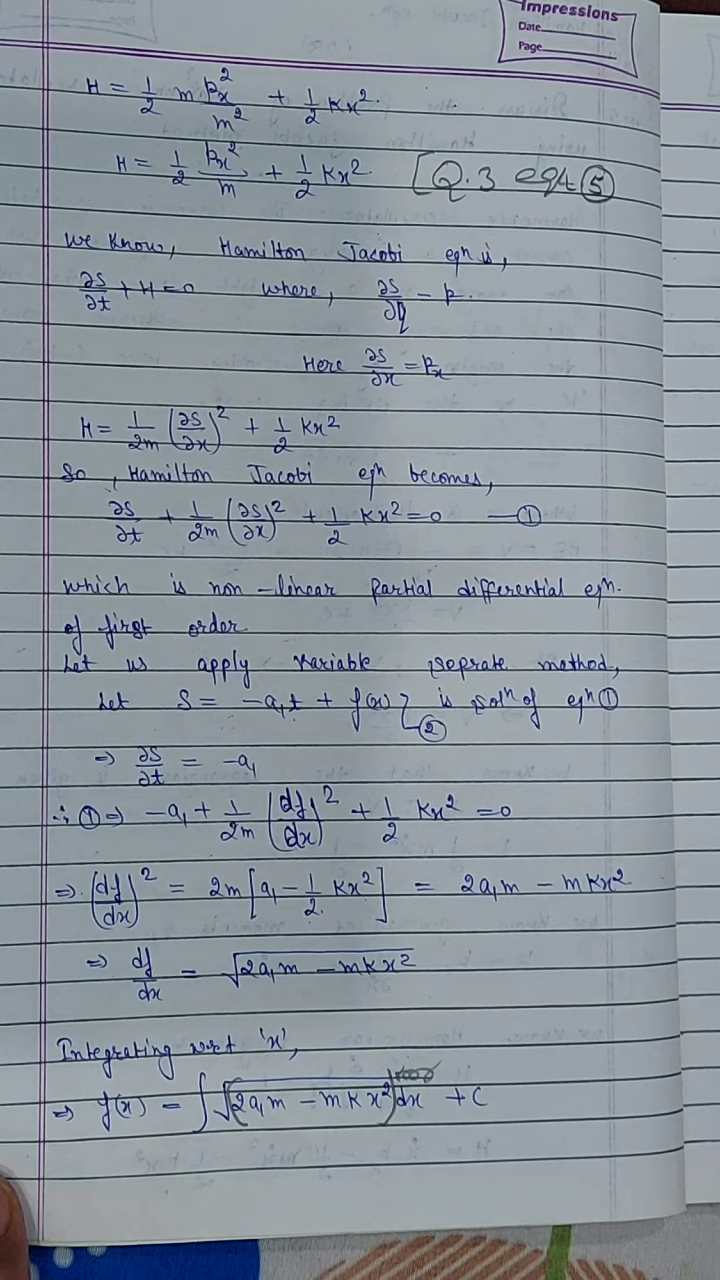 Impressions
Date
Page
H = 1/2 m px²/m² + 1/2 Kx².
H = 1/2 px²/m + 1/2 Kx². [Q.3 eqt ⑤
We know, Hamilton Jacobi eqn is,
∂S/∂t + H = 0 where, ∂S/∂q = p.
Here ∂S/∂x = px
H = 1/2m (∂S/∂x)² + 1/2 Kx²
So, Hamilton Jacobi eqn becomes,
∂S/∂t + 1/2m (∂S/∂x)² + 1/2 Kx² = 0 — ①
which is non-linear Partial differential eqn.
of first order
Let us apply variable seprate method,
Let S = -a₁t + f(x) } is soln of eqn ①
②
⇒ ∂S/∂t = -a₁
∴ ① ⇒ -a₁ + 1/2m (df/dx)² + 1/2 Kx² = 0
⇒ (df/dx)² = 2m[a₁ - 1/2 Kx²] = 2a₁m - mKx²
⇒ df/dx = √2a₁m - mKx²
Integrating wrt 'x',
⇒ f(x) = ∫√(2a₁m - mKx²) dx + C